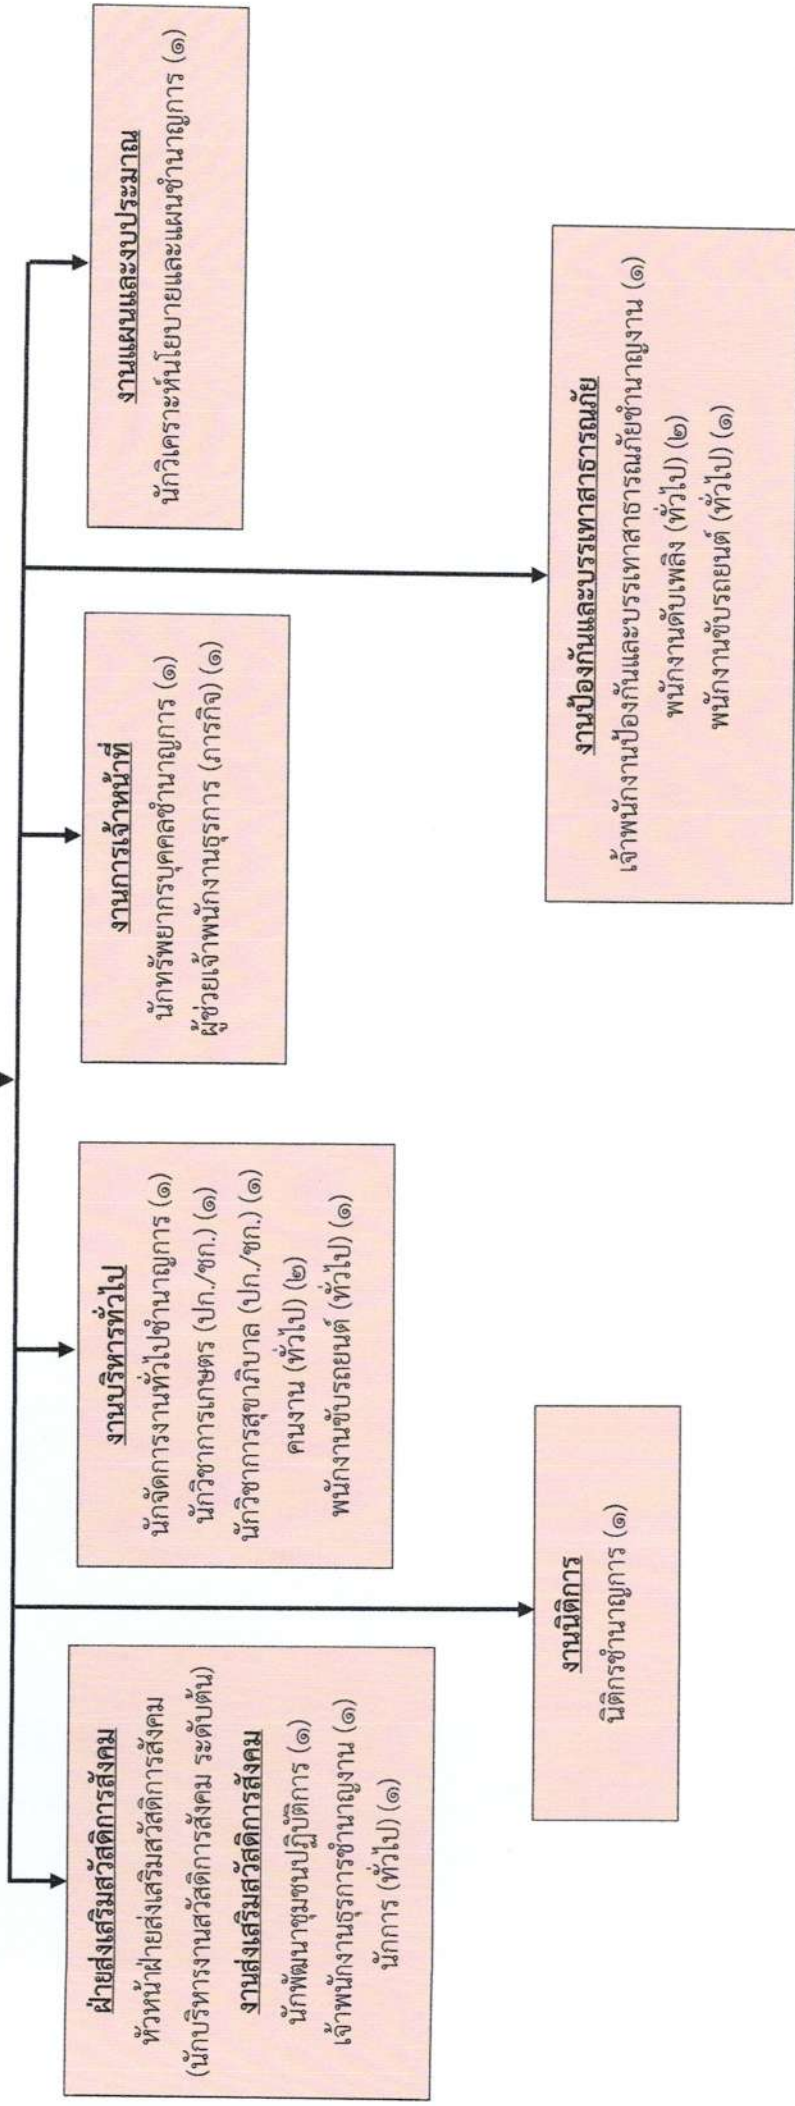 ฝ่ายส่งเสริมสวัสดิการสังคม
หัวหน้าฝ่ายส่งเสริมสวัสดิการสังคม
(นักบริหารงานสวัสดิการสังคม ระดับต้น)
งานส่งเสริมสวัสดิการสังคม
นักพัฒนาชุมชนปฏิบัติการ (๑)
เจ้าพนักงานธุรการชำนาญงาน (๑)
นักการ (ทั่วไป) (๑)
งานบริหารทั่วไป
นักจัดการงานทั่วไปชำนาญการ (๑)
นักวิชาการเกษตร (ปก./ชก.) (๑)
นักวิชาการสุขาภิบาล (ปก./ชก.) (๑)
คนงาน (ทั่วไป) (๒)
พนักงานขับรถยนต์ (ทั่วไป) (๑)
งานการเจ้าหน้าที่
นักทรัพยากรบุคคลชำนาญการ (๑)
ผู้ช่วยเจ้าพนักงานธุรการ (ภารกิจ) (๑)
งานแผนและงบประมาณ
นักวิเคราะห์นโยบายและแผนชำนาญการ (๑)
งานนิติการ
นิติกรชำนาญการ (๑)
งานป้องกันและบรรเทาสาธารณภัย
เจ้าพนักงานป้องกันและบรรเทาสาธารณภัยชำนาญงาน (๑)
พนักงานดับเพลิง (ทั่วไป) (๒)
พนักงานขับรถยนต์ (ทั่วไป) (๑)